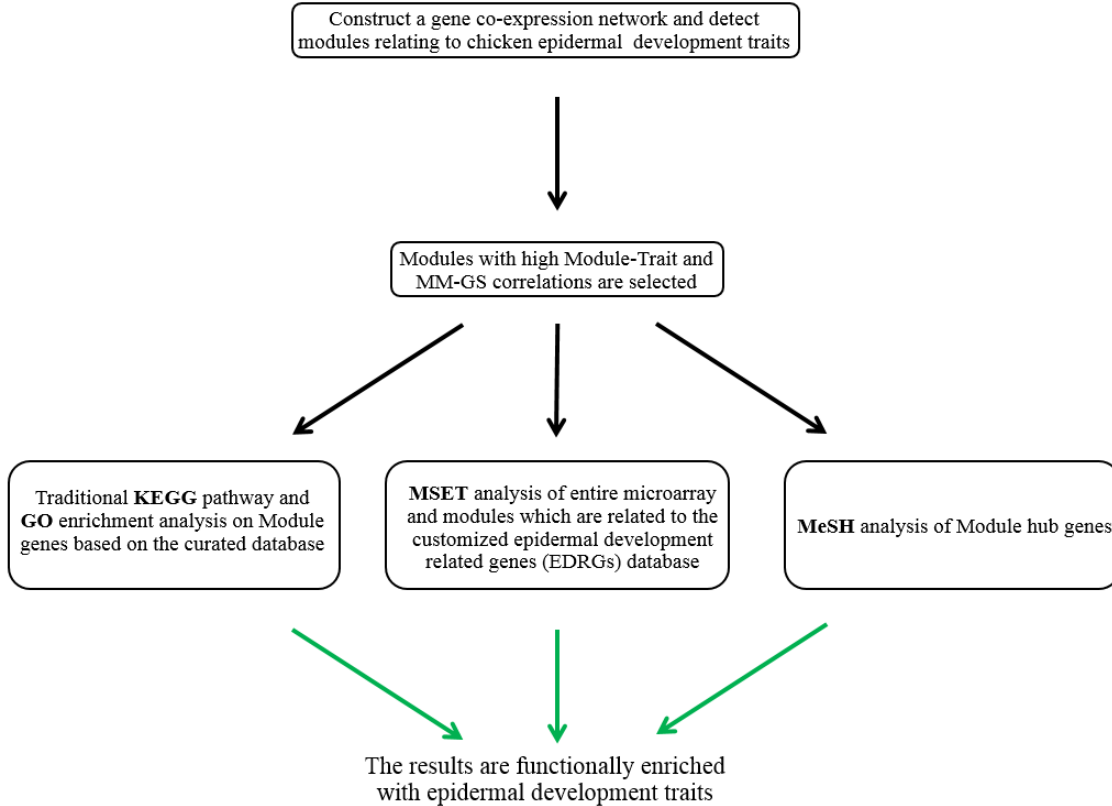 Construct a gene co-expression network and detect
modules relating to chicken epidermal development traits
Modules with high Module-Trait and
MM-GS correlations are selected
Traditional KEGG pathway and
GO enrichment analysis on Module
genes based on the curated database
MSET analysis of entire microarray
and modules which are related to the
customized epidermal development
related genes (EDRGs) database
MeSH analysis of Module hub genes
The results are functionally enriched
with epidermal development traits